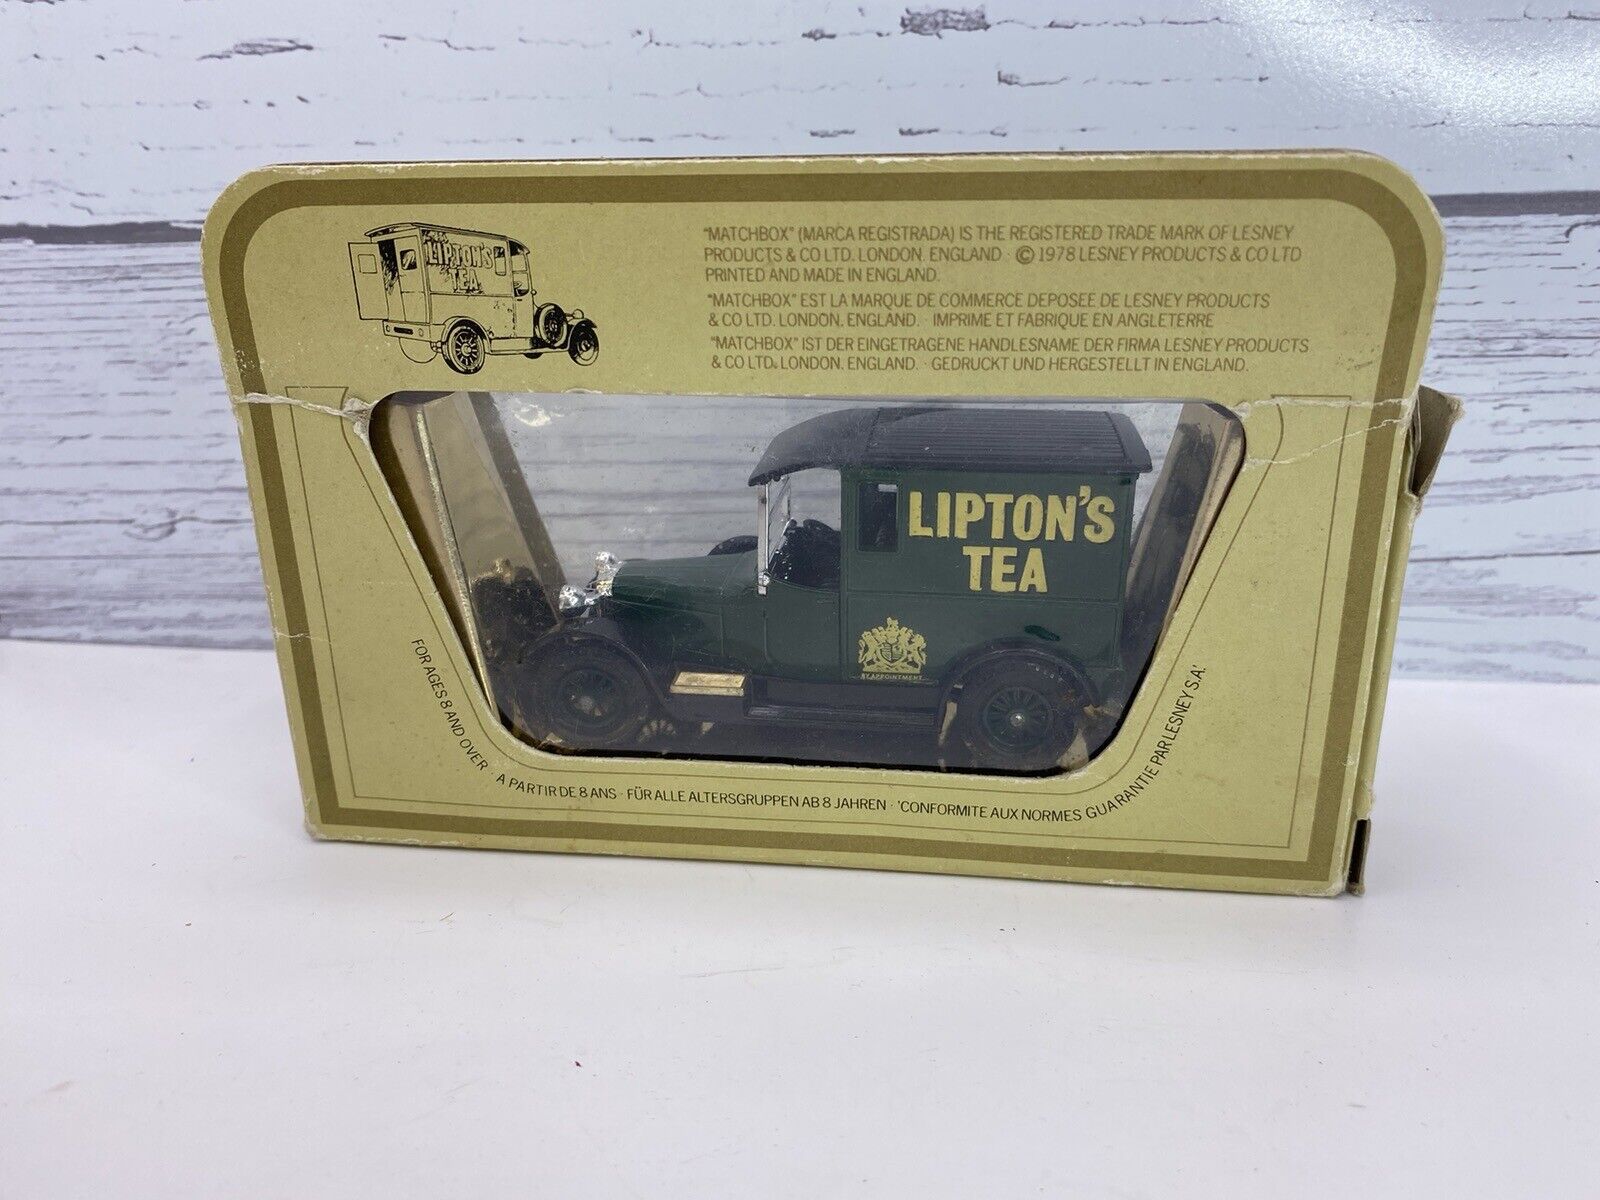 "MATCHBOX" (MARCA REGISTRADA) IS THE REGISTERED TRADE MARK OF LESNEY
PRODUCTS & CO LTD. LONDON. ENGLAND · © 1978 LESNEY PRODUCTS & CO LTD
PRINTED AND MADE IN ENGLAND.
"MATCHBOX" EST LA MARQUE DE COMMERCE DEPOSEE DE LESNEY PRODUCTS
& CO LTD. LONDON. ENGLAND. · IMPRIME ET FABRIQUE EN ANGLETERRE
"MATCHBOX" IST DER EINGETRAGENE HANDLESNAME DER FIRMA LESNEY PRODUCTS
& CO LTD. LONDON. ENGLAND. · GEDRUCKT UND HERGESTELLT IN ENGLAND.
LIPTON'S
TEA
LIPTON'S
TEA
BY APPOINTMENT
FOR AGES 8 AND OVER · A PARTIR DE 8 ANS · FÜR ALLE ALTERSGRUPPEN AB 8 JAHREN · 'CONFORMITE AUX NORMES GUARANTIE PAR LESNEY S.A.'